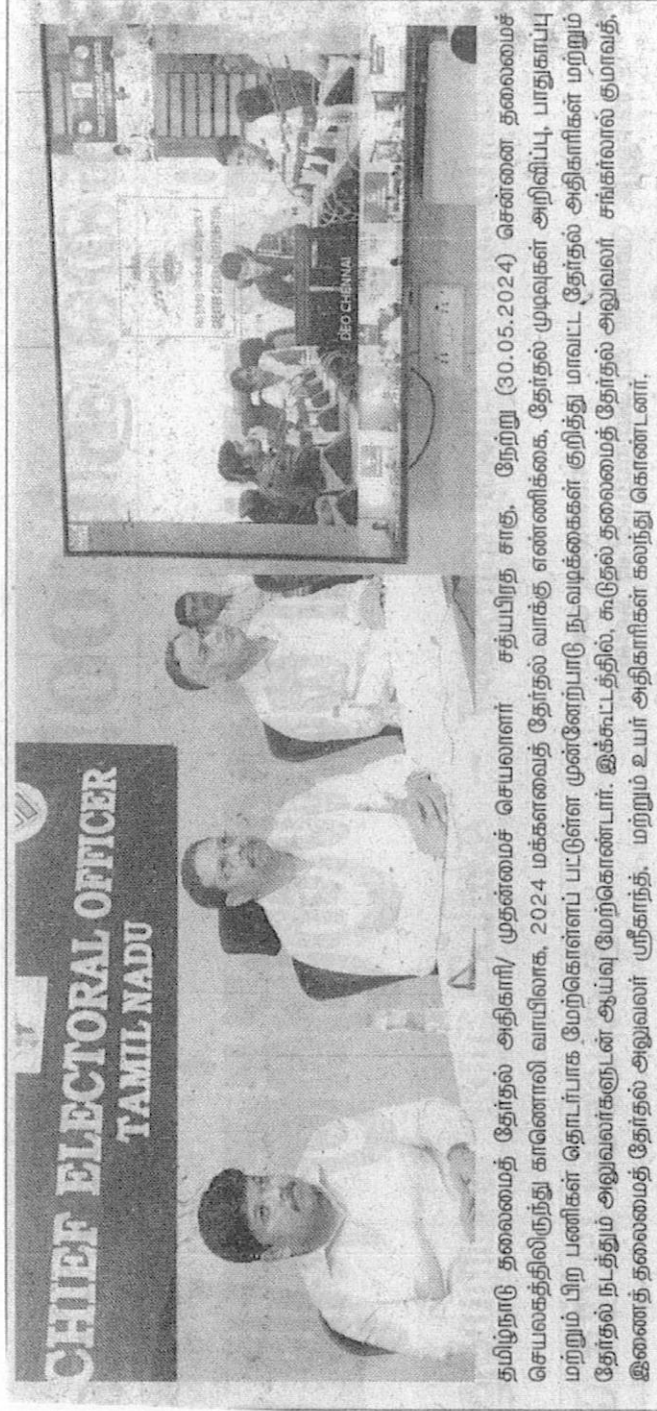 CHIEF ELECTORAL OFFICER
TAMIL NADU
DEO CHENNAI
தமிழ்நாடு தலைமைத் தேர்தல் அதிகாரி/ முதன்மைச் செயலாளர் சத்யபிரத சாகு, நேற்று (30.05.2024) சென்னை தலைமைச்
செயலகத்திலிருந்து காணொலி வாயிலாக, 2024 மக்களவைத் தேர்தல் வாக்கு எண்ணிக்கை, தேர்தல் முடிவுகள் அறிவிப்பு, பாதுகாப்பு
மற்றும் பிற பணிகள் தொடர்பாக மேற்கொள்ளப் பட்டுள்ள முன்னேற்பாடு நடவடிக்கைகள் குறித்து மாவட்ட தேர்தல் அதிகாரிகள் மற்றும்
தேர்தல் நடத்தும் அலுவலர்களுடன் ஆய்வு மேற்கொண்டார். இக்கூட்டத்தில், கூடுதல் தலைமைத் தேர்தல் அலுவலர் சங்கர்லால் குமாவத்,
இணைத் தலைமைத் தேர்தல் அலுவலர் ஸ்ரீகாந்த், மற்றும் உயர் அதிகாரிகள் கலந்து கொண்டனர்.